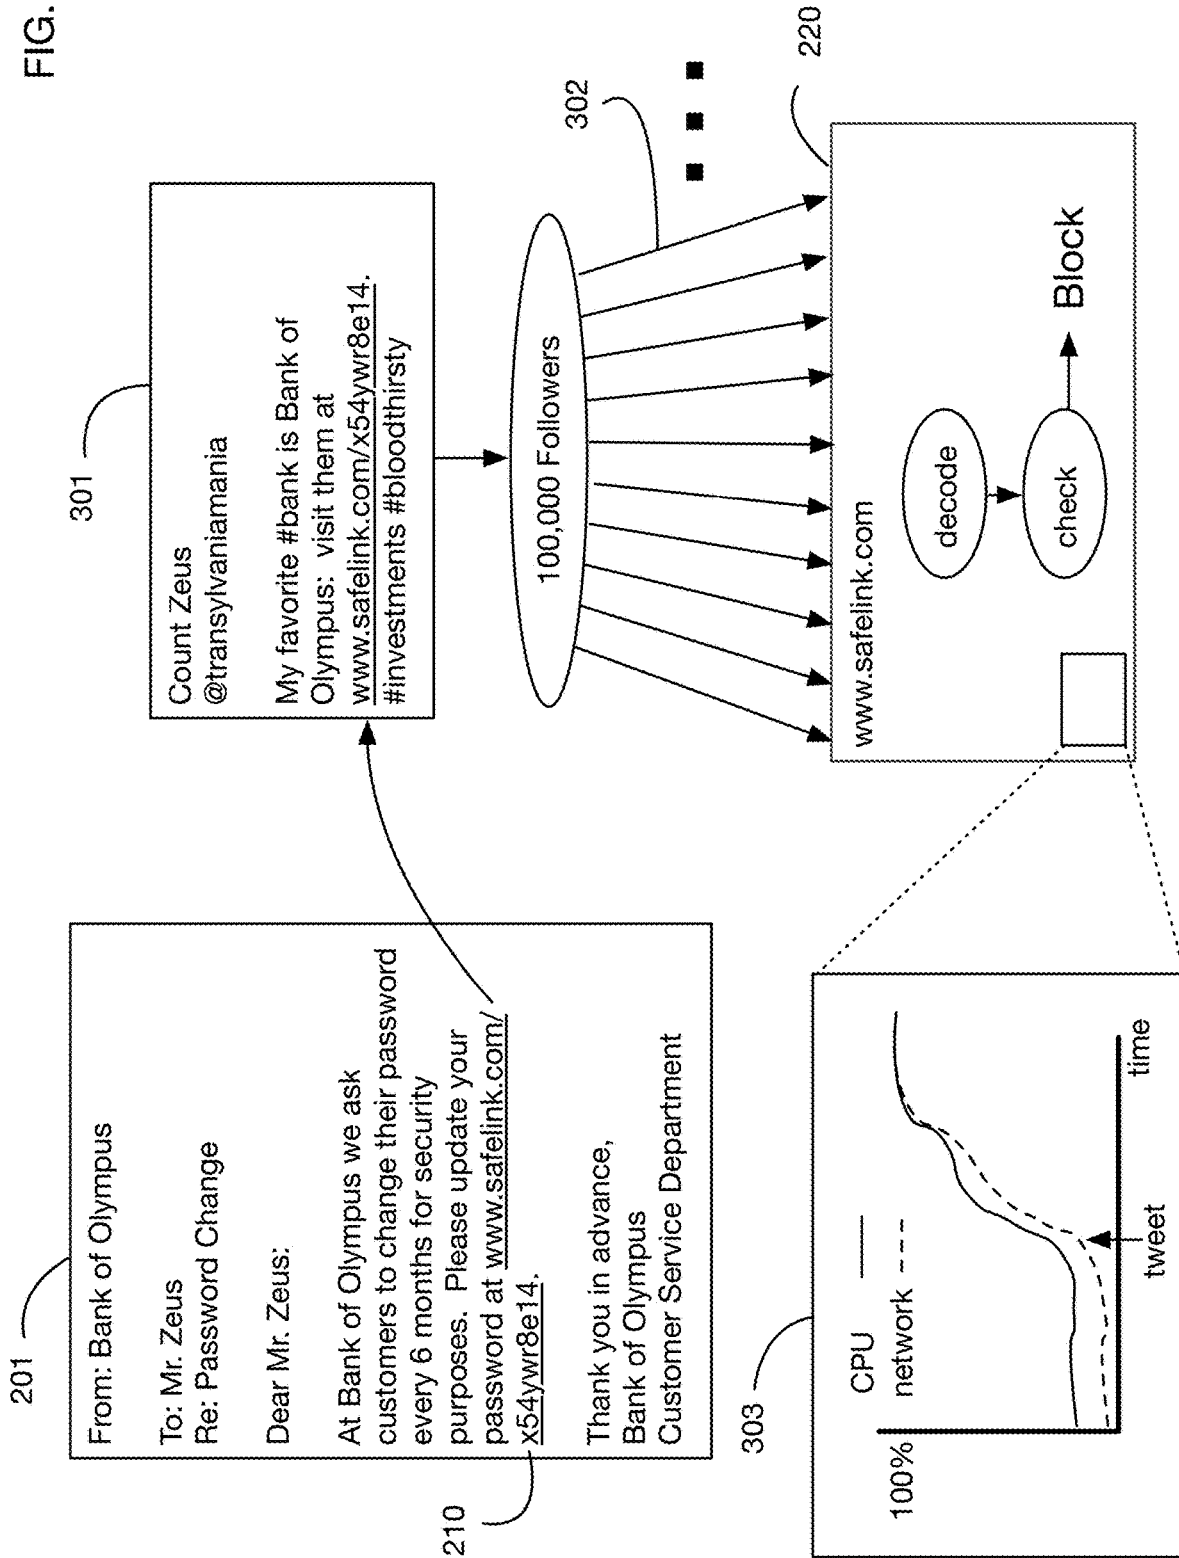 FIG.
201
From: Bank of Olympus
To: Mr. Zeus
Re: Password Change
Dear Mr. Zeus:
At Bank of Olympus we ask
customers to change their password
every 6 months for security
purposes. Please update your
password at www.safelink.com/
x54ywr8e14.
Thank you in advance,
Bank of Olympus
Customer Service Department
210
301
Count Zeus
@transylvaniamania
My favorite #bank is Bank of
Olympus: visit them at
www.safelink.com/x54ywr8e14.
#investments #bloodthirsty
100,000 Followers
302
220
www.safelink.com
decode
check
Block
303
100%
CPU
network
tweet
time